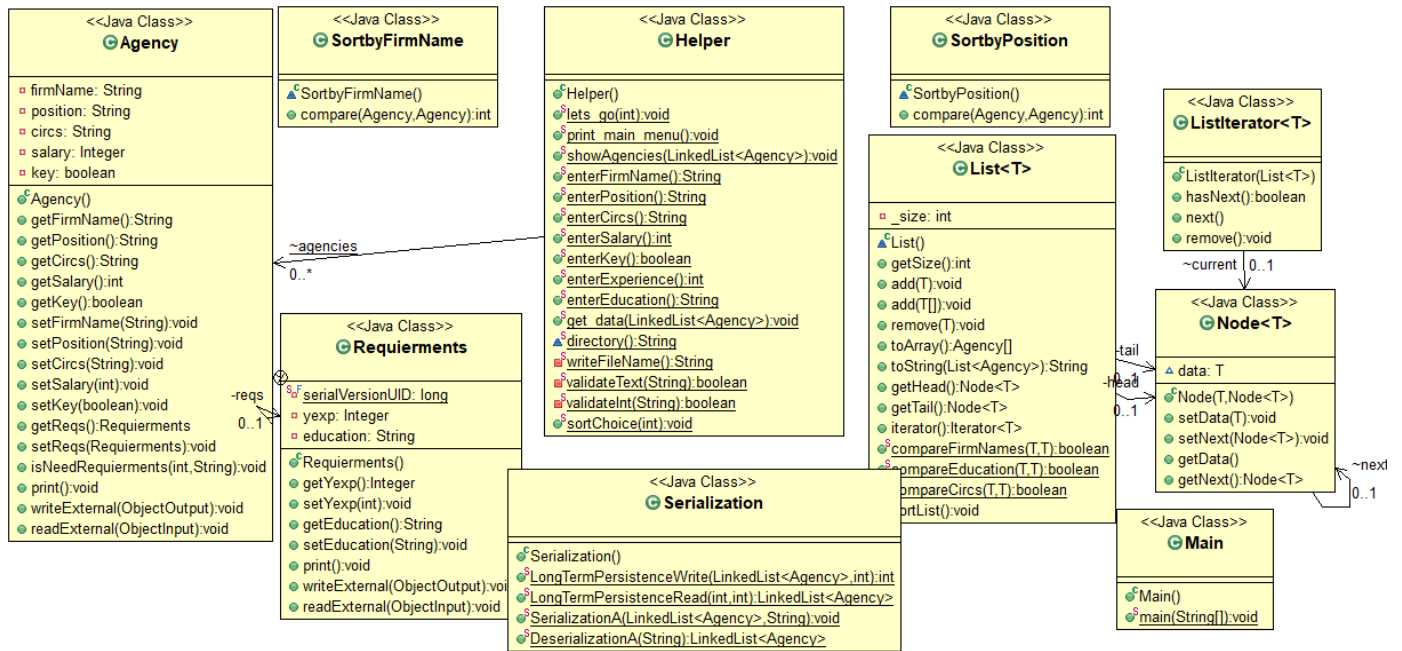 <<Java Class>>
Agency
firmName: String
position: String
circs: String
salary: Integer
key: boolean
Agency()
getFirmName():String
getPosition():String
getCircs():String
getSalary():int
getKey():boolean
setFirmName(String):void
setPosition(String):void
setCircs(String):void
setSalary(int):void
setKey(boolean):void
getReqs():Requierments
setReqs(Requierments):void
isNeedRequierments(int,String):void
print():void
writeExternal(ObjectOutput):void
readExternal(ObjectInput):void
<<Java Class>>
SortbyFirmName
SortbyFirmName()
compare(Agency,Agency):int
~agencies
0..*
-reqs
0..1
<<Java Class>>
Requierments
serialVersionUID: long
yexp: Integer
education: String
Requierments()
getYexp():Integer
setYexp(int):void
getEducation():String
setEducation(String):void
print():void
writeExternal(ObjectOutput):voi
readExternal(ObjectInput):void
<<Java Class>>
Helper
Helper()
lets_go(int):void
print_main_menu():void
showAgencies(LinkedList<Agency>):void
enterFirmName():String
enterPosition():String
enterCircs():String
enterSalary():int
enterKey():boolean
enterExperience():int
enterEducation():String
get_data(LinkedList<Agency>):void
directory():String
writeFileName():String
validateText(String):boolean
validateInt(String):boolean
sortChoice(int):void
<<Java Class>>
Serialization
Serialization()
LongTermPersistenceWrite(LinkedList<Agency>,int):int
LongTermPersistenceRead(int,int):LinkedList<Agency>
SerializationA(LinkedList<Agency>,String):void
DeserializationA(String):LinkedList<Agency>
<<Java Class>>
SortbyPosition
SortbyPosition()
compare(Agency,Agency):int
<<Java Class>>
List<T>
_size: int
List()
getSize():int
add(T):void
add(T[]):void
remove(T):void
toArray():Agency[]
toString(List<Agency>):String
getHead():Node<T>
getTail():Node<T>
iterator():Iterator<T>
compareFirmNames(T,T):boolean
compareEducation(T,T):boolean
compareCircs(T,T):boolean
ortList():void
<<Java Class>>
ListIterator<T>
ListIterator(List<T>)
hasNext():boolean
next()
remove():void
~current
0..1
-tail
0..1
-head
0..1
<<Java Class>>
Node<T>
data: T
Node(T,Node<T>)
setData(T):void
setNext(Node<T>):void
getData()
getNext():Node<T>
~next
0..1
<<Java Class>>
Main
Main()
main(String[]):void